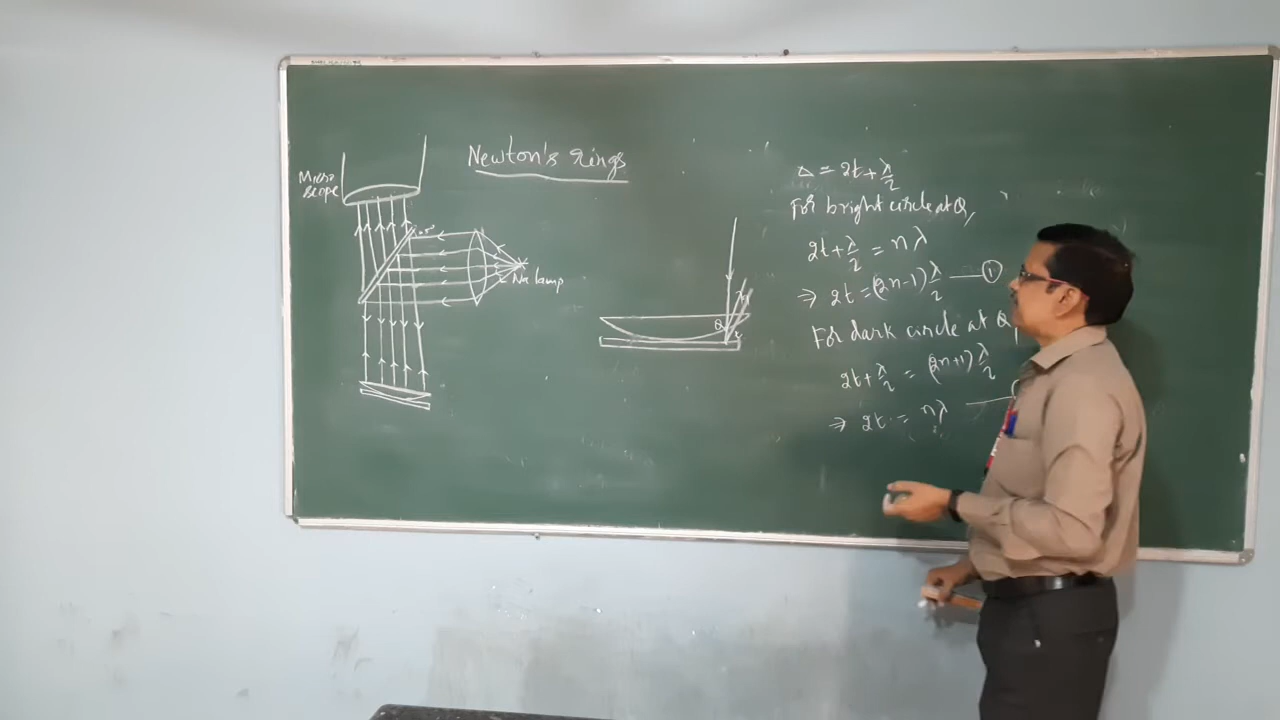 Newton's rings
Micro
scope
45°
Na lamp
Q
t
Δ = 2t + λ/2
For bright circle at Q,
2t + λ/2 = nλ
⇒ 2t = (2n-1) λ/2 — ①
For dark circle at Q,
2t + λ/2 = (2n+1) λ/2
⇒ 2t = nλ —